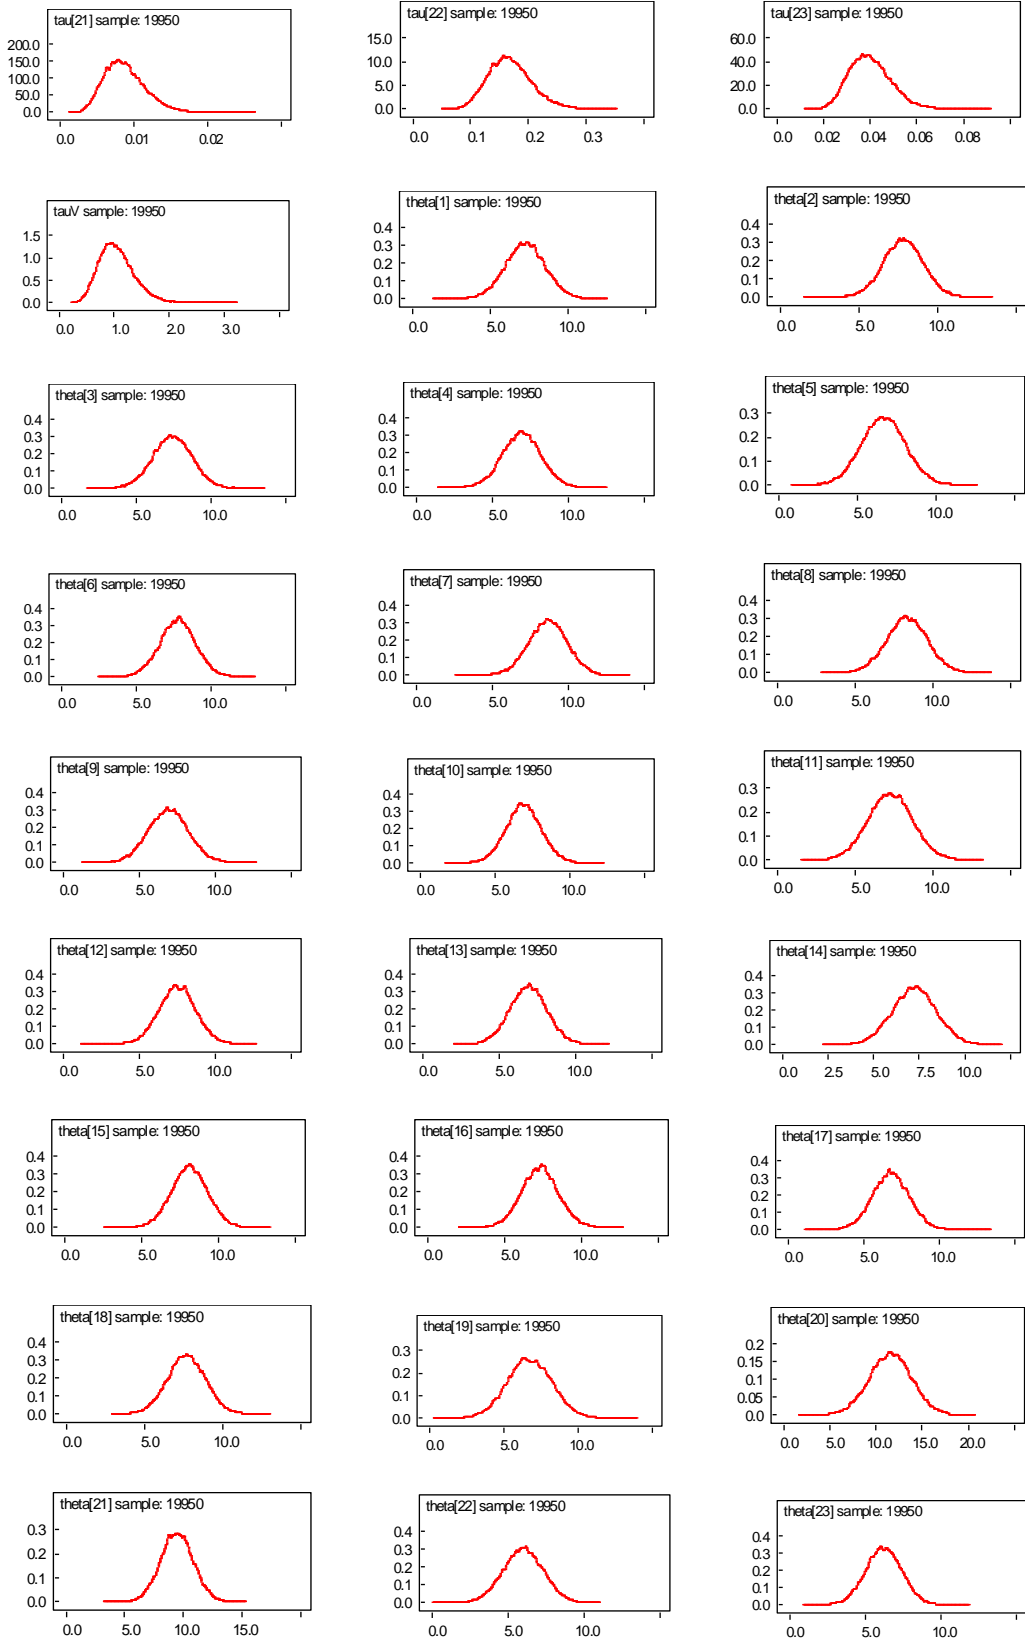 tau[21] sample: 19950
200.0
150.0
100.0
50.0
0.0
0.0 0.01 0.02
tau[22] sample: 19950
15.0
10.0
5.0
0.0
0.0 0.1 0.2 0.3
tau[23] sample: 19950
60.0
40.0
20.0
0.0
0.0 0.02 0.04 0.06 0.08
tauV sample: 19950
1.5
1.0
0.5
0.0
0.0 1.0 2.0 3.0
theta[1] sample: 19950
0.4
0.3
0.2
0.1
0.0
0.0 5.0 10.0
theta[2] sample: 19950
0.4
0.3
0.2
0.1
0.0
0.0 5.0 10.0
theta[3] sample: 19950
0.4
0.3
0.2
0.1
0.0
0.0 5.0 10.0
theta[4] sample: 19950
0.4
0.3
0.2
0.1
0.0
0.0 5.0 10.0
theta[5] sample: 19950
0.3
0.2
0.1
0.0
0.0 5.0 10.0
theta[6] sample: 19950
0.4
0.3
0.2
0.1
0.0
0.0 5.0 10.0
theta[7] sample: 19950
0.4
0.3
0.2
0.1
0.0
0.0 5.0 10.0
theta[8] sample: 19950
0.4
0.3
0.2
0.1
0.0
0.0 5.0 10.0
theta[9] sample: 19950
0.4
0.3
0.2
0.1
0.0
0.0 5.0 10.0
theta[10] sample: 19950
0.4
0.3
0.2
0.1
0.0
0.0 5.0 10.0
theta[11] sample: 19950
0.3
0.2
0.1
0.0
0.0 5.0 10.0
theta[12] sample: 19950
0.4
0.3
0.2
0.1
0.0
0.0 5.0 10.0
theta[13] sample: 19950
0.4
0.3
0.2
0.1
0.0
0.0 5.0 10.0
theta[14] sample: 19950
0.4
0.3
0.2
0.1
0.0
0.0 2.5 5.0 7.5 10.0
theta[15] sample: 19950
0.4
0.3
0.2
0.1
0.0
0.0 5.0 10.0
theta[16] sample: 19950
0.4
0.3
0.2
0.1
0.0
0.0 5.0 10.0
theta[17] sample: 19950
0.4
0.3
0.2
0.1
0.0
0.0 5.0 10.0
theta[18] sample: 19950
0.4
0.3
0.2
0.1
0.0
0.0 5.0 10.0
theta[19] sample: 19950
0.3
0.2
0.1
0.0
0.0 5.0 10.0
theta[20] sample: 19950
0.2
0.15
0.1
0.05
0.0
0.0 5.0 10.0 15.0 20.0
theta[21] sample: 19950
0.3
0.2
0.1
0.0
0.0 5.0 10.0 15.0
theta[22] sample: 19950
0.4
0.3
0.2
0.1
0.0
0.0 5.0 10.0
theta[23] sample: 19950
0.4
0.3
0.2
0.1
0.0
0.0 5.0 10.0